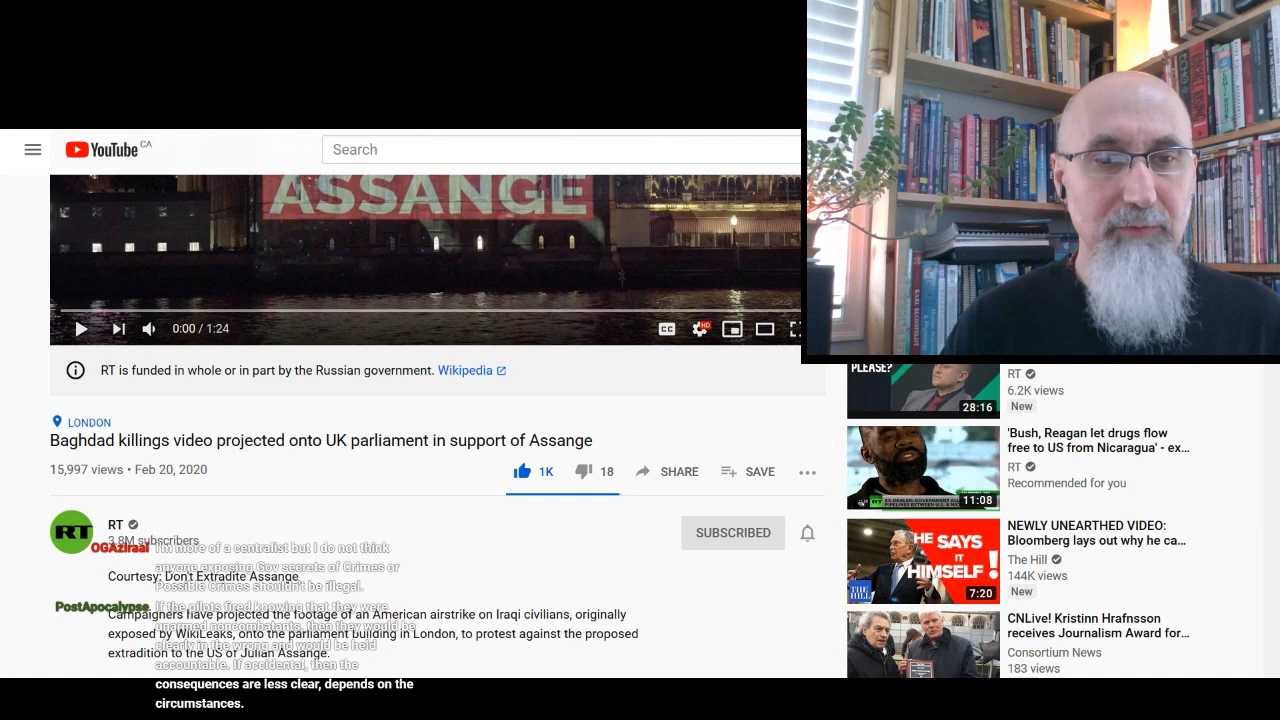 YouTube CA
Search
ASSANGE
0:00 / 1:24
CC
HD
RT is funded in whole or in part by the Russian government. Wikipedia
LONDON
Baghdad killings video projected onto UK parliament in support of Assange
15,997 views • Feb 20, 2020
1K
18
SHARE
SAVE
RT
RT
3.8M subscribers
SUBSCRIBED
Courtesy: Don't Extradite Assange
Campaigners have projected the footage of an American airstrike on Iraqi civilians, originally
exposed by WikiLeaks, onto the parliament building in London, to protest against the proposed
extradition to the US of Julian Assange.
OGAziraal I'm more of a centralist but I do not think
anyone exposing Gov secrets of Crimes or
Possible Crimes shouldn't be illegal.
PostApocalypse If the pilots fired knowing that they were
unarmed noncombatants, then they would be
clearly in the wrong and would be held
accountable. If accidental, then the
consequences are less clear, depends on the
circumstances.
PLEASE?
28:16
RT
6.2K views
New
RT
11:08
'Bush, Reagan let drugs flow
free to US from Nicaragua' - ex...
RT
Recommended for you
HE SAYS
IT
HIMSELF!
THE
HILL
7:20
NEWLY UNEARTHED VIDEO:
Bloomberg lays out why he ca...
The Hill
144K views
New
CNLive! Kristinn Hrafnsson
receives Journalism Award for...
Consortium News
183 views